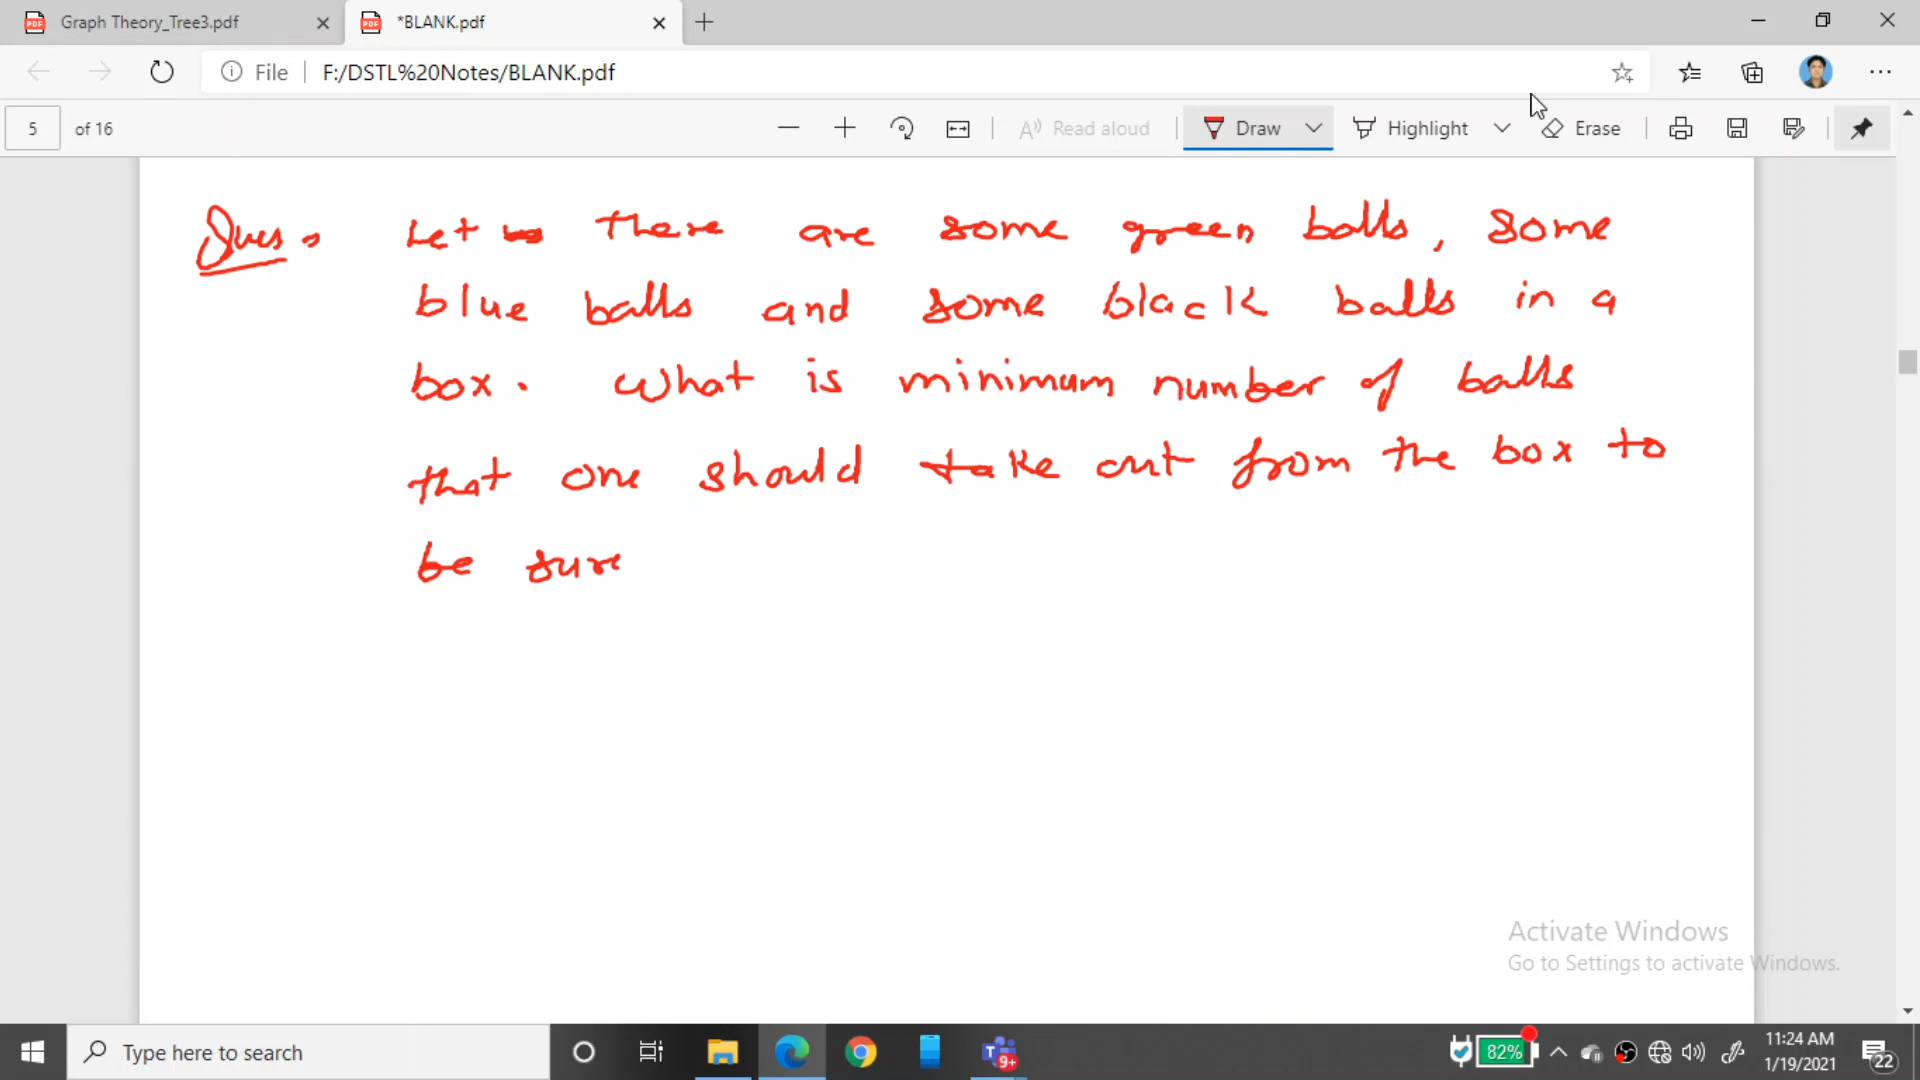 Graph Theory_Tree3.pdf
*BLANK.pdf
File
F:/DSTL%20Notes/BLANK.pdf
5 of 16
Read aloud
Draw
Highlight
Erase
Ques
Let there are some green balls, some
blue balls and some black balls in a
box. What is minimum number of balls
that one should take out from the box to
be sure
Activate Windows
Go to Settings to activate Windows.
Type here to search
9+
82%
11:24 AM
1/19/2021
22